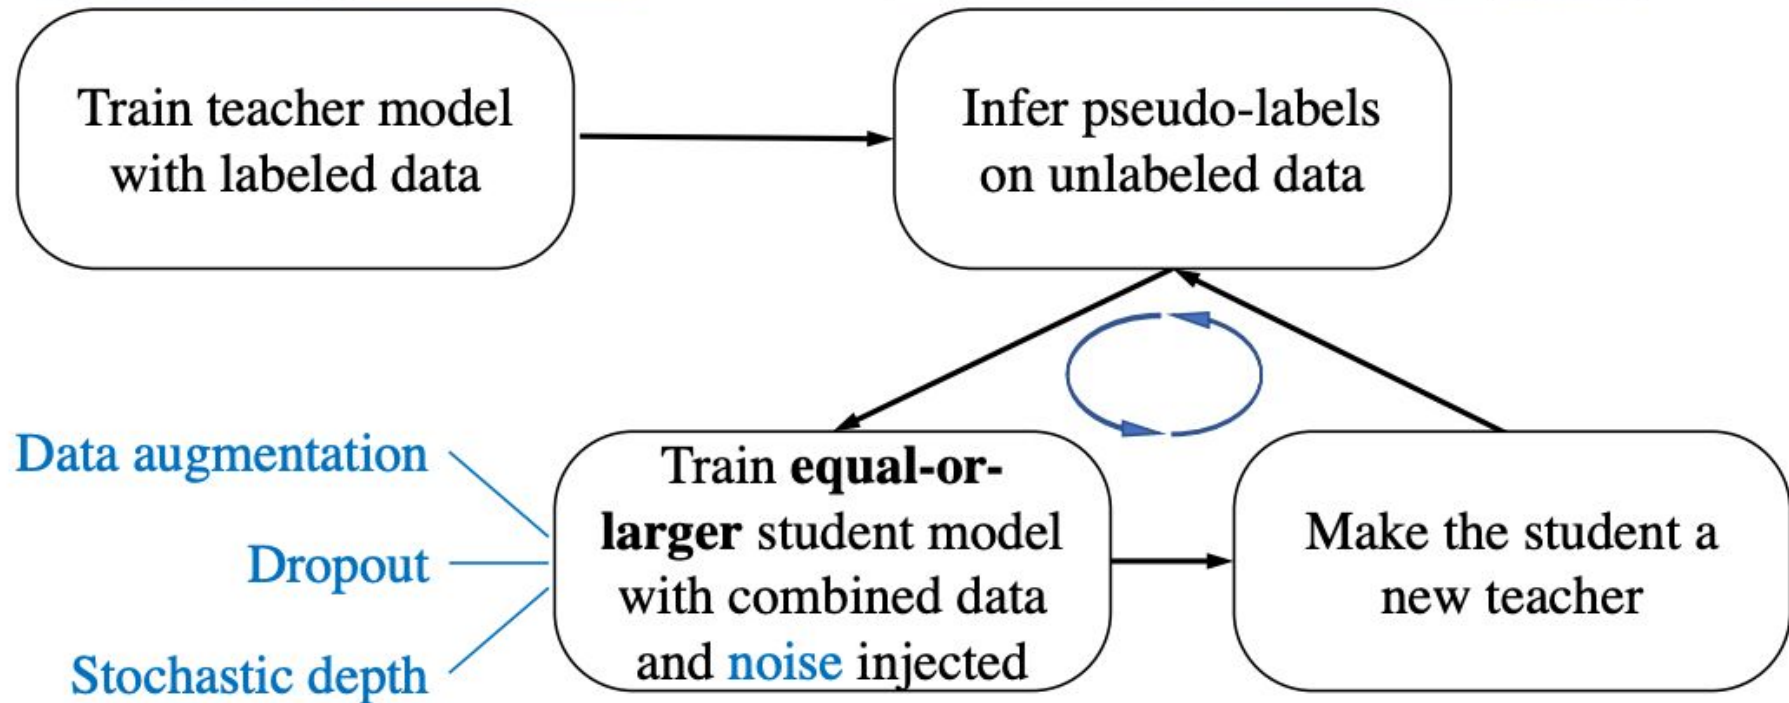 Train teacher model
with labeled data
Infer pseudo-labels
on unlabeled data
Data augmentation
Dropout
Stochastic depth
Train equal-or-
larger student model
with combined data
and noise injected
Make the student a
new teacher